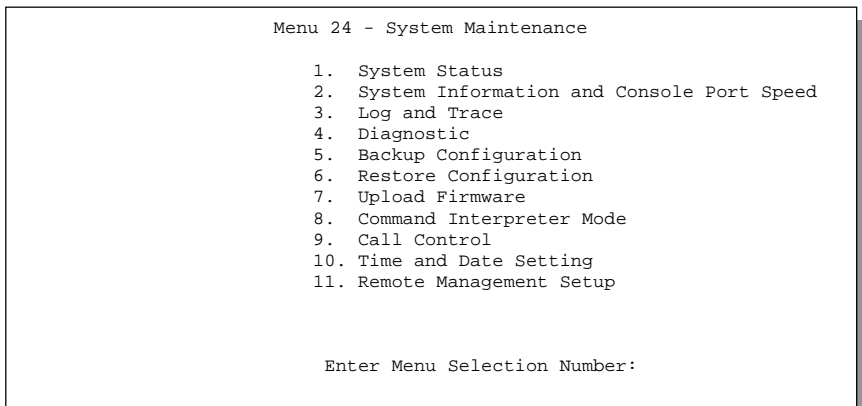 Menu 24 - System Maintenance
1. System Status
2. System Information and Console Port Speed
3. Log and Trace
4. Diagnostic
5. Backup Configuration
6. Restore Configuration
7. Upload Firmware
8. Command Interpreter Mode
9. Call Control
10. Time and Date Setting
11. Remote Management Setup
Enter Menu Selection Number: